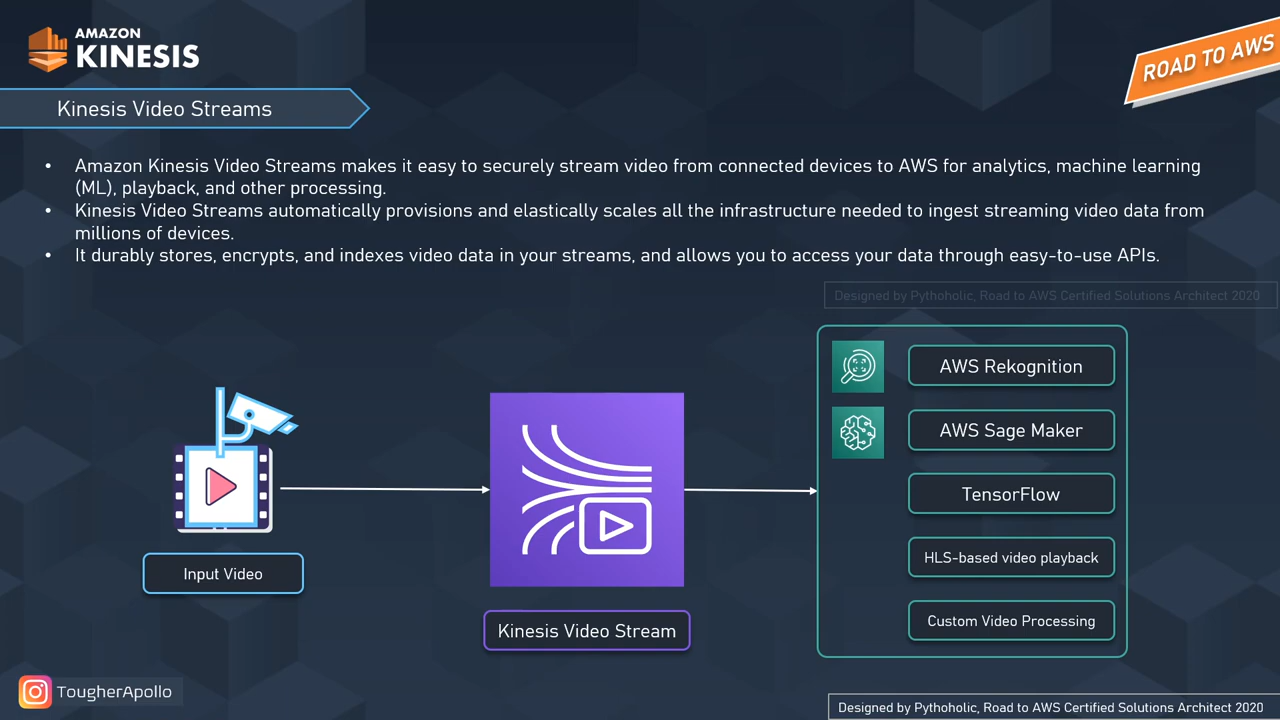 AMAZON
KINESIS
ROAD TO AWS
Kinesis Video Streams
• Amazon Kinesis Video Streams makes it easy to securely stream video from connected devices to AWS for analytics, machine learning
(ML), playback, and other processing.
• Kinesis Video Streams automatically provisions and elastically scales all the infrastructure needed to ingest streaming video data from
millions of devices.
• It durably stores, encrypts, and indexes video data in your streams, and allows you to access your data through easy-to-use APIs.
Designed by Pythoholic, Road to AWS Certified Solutions Architect 2020
AWS Rekognition
AWS Sage Maker
TensorFlow
HLS-based video playback
Custom Video Processing
Input Video
Kinesis Video Stream
TougherApollo
Designed by Pythoholic, Road to AWS Certified Solutions Architect 2020